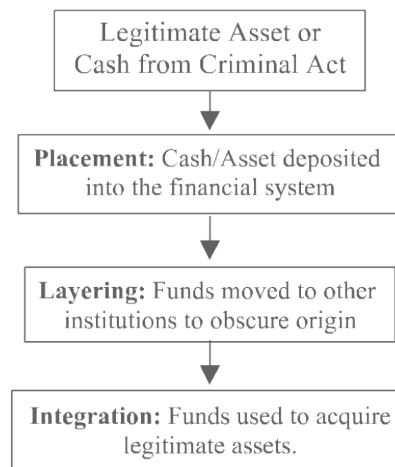 Legitimate Asset or
Cash from Criminal Act
Placement: Cash/Asset deposited
into the financial system
Layering: Funds moved to other
institutions to obscure origin
Integration: Funds used to acquire
legitimate assets.